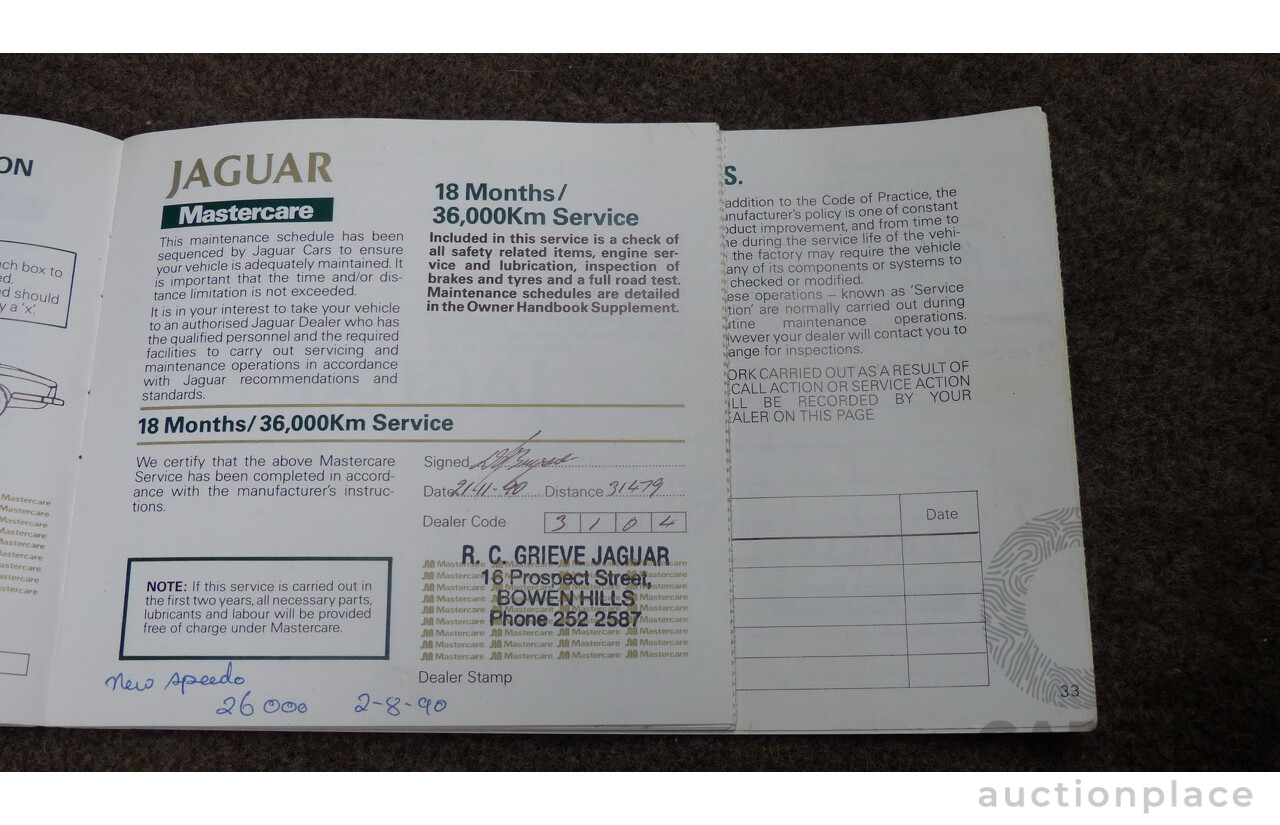 ON
ch box to
ed.
d should
y a 'x'.
JAGUAR
Mastercare
This maintenance schedule has been
sequenced by Jaguar Cars to ensure
your vehicle is adequately maintained. It
is important that the time and/or dis-
tance limitation is not exceeded.
It is in your interest to take your vehicle
to an authorised Jaguar Dealer who has
the qualified personnel and the required
facilities to carry out servicing and
maintenance operations in accordance
with Jaguar recommendations and
standards.
18 Months/
36,000Km Service
Included in this service is a check of
all safety related items, engine ser-
vice and lubrication, inspection of
brakes and tyres and a full road test.
Maintenance schedules are detailed
in the Owner Handbook Supplement.
18 Months/36,000Km Service
We certify that the above Mastercare
Service has been completed in accord-
ance with the manufacturer's instruc-
tions.
Signed
Date 21-11-90 Distance 31479
Dealer Code 3 1 0 4
R. C. GRIEVE JAGUAR
16 Prospect Street,
BOWEN HILLS
Phone 252 2587
Mastercare Mastercare Mastercare Mastercare
Mastercare Mastercare Mastercare Mastercare
Dealer Stamp
NOTE: If this service is carried out in
the first two years, all necessary parts,
lubricants and labour will be provided
free of charge under Mastercare.
New speedo
26 000 2-8-90
S.
addition to the Code of Practice, the
anufacturer's policy is one of constant
oduct improvement, and from time to
e during the service life of the vehi-
the factory may require the vehicle
any of its components or systems to
checked or modified.
ese operations – known as 'Service
tion' are normally carried out during
utine maintenance operations.
wever your dealer will contact you to
ange for inspections.
ORK CARRIED OUT AS A RESULT OF
CALL ACTION OR SERVICE ACTION
LL BE RECORDED BY YOUR
EALER ON THIS PAGE
Date
33
auctionplace